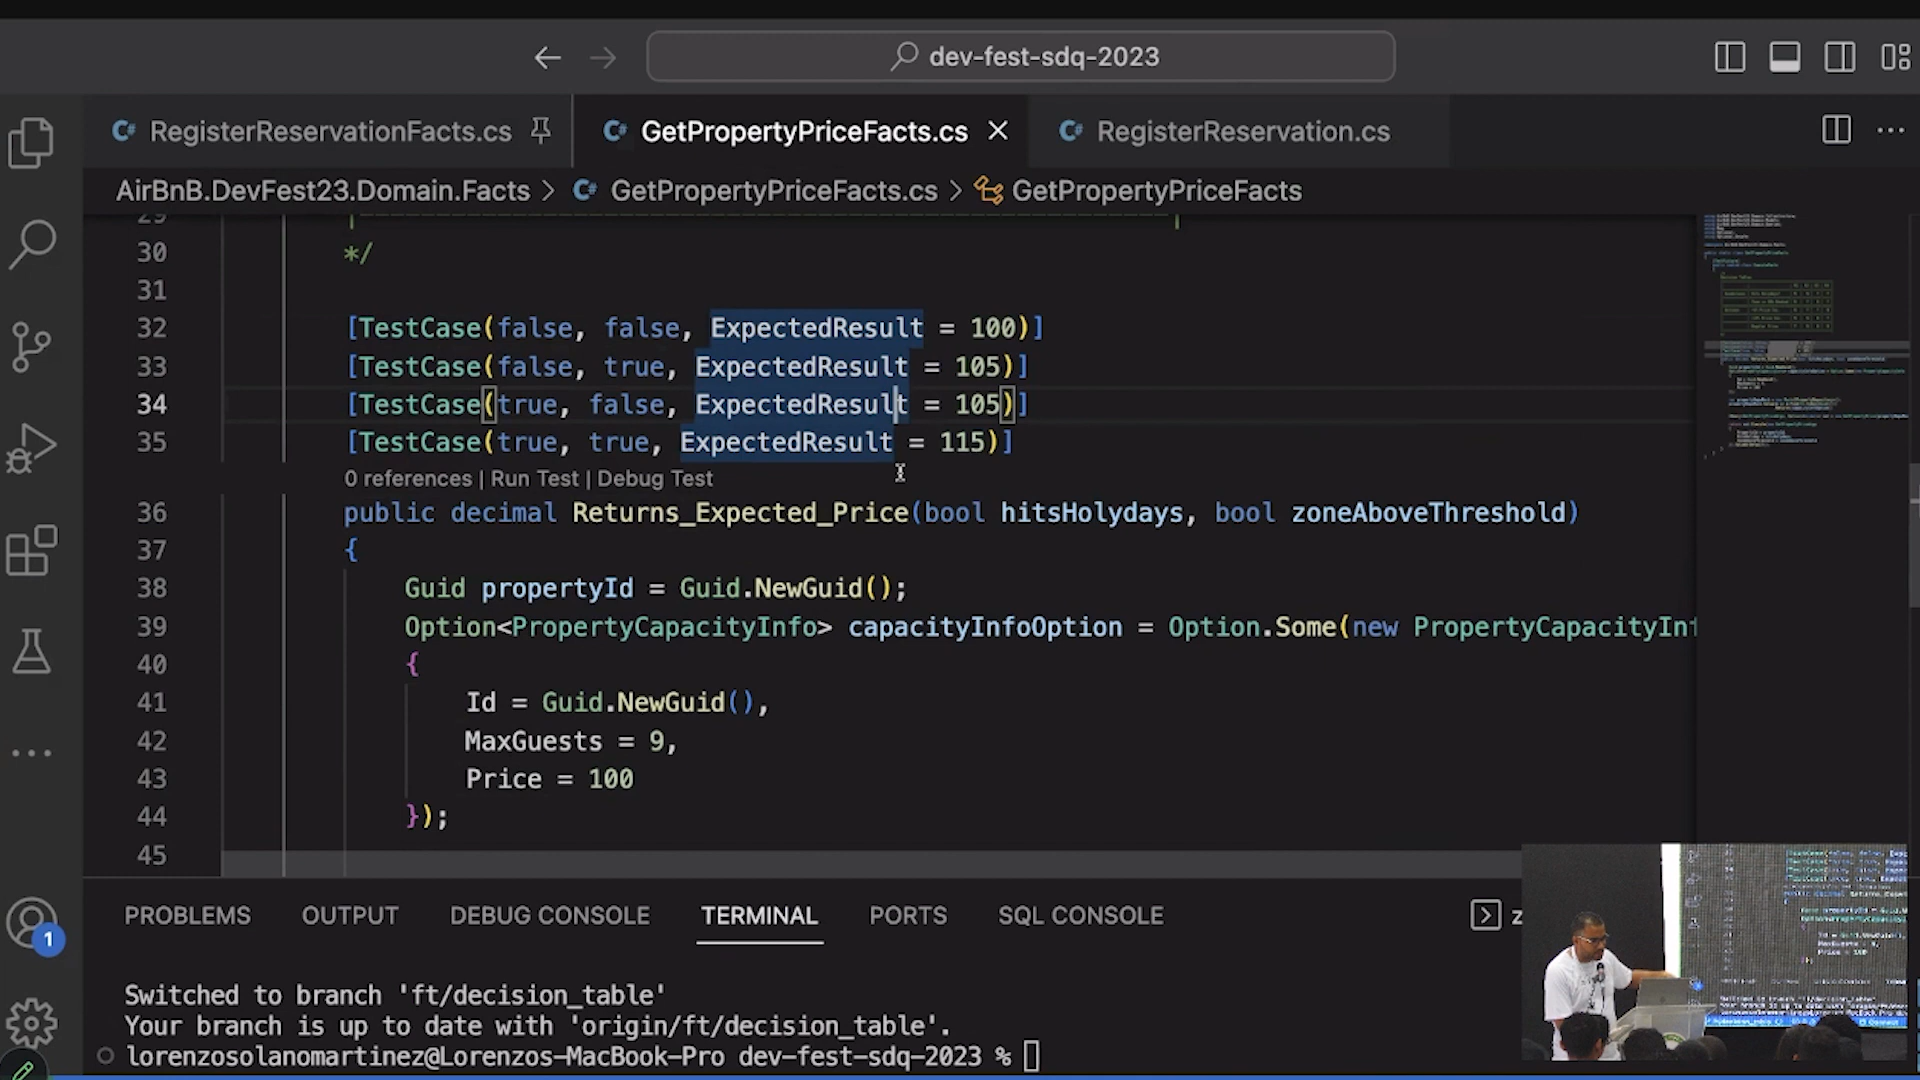 dev-fest-sdq-2023
RegisterReservationFacts.cs
GetPropertyPriceFacts.cs
RegisterReservation.cs
AirBnB.DevFest23.Domain.Facts > GetPropertyPriceFacts.cs > GetPropertyPriceFacts
29
30 */
31
32 [TestCase(false, false, ExpectedResult = 100)]
33 [TestCase(false, true, ExpectedResult = 105)]
34 [TestCase(true, false, ExpectedResult = 105)]
35 [TestCase(true, true, ExpectedResult = 115)]
0 references | Run Test | Debug Test
36 public decimal Returns_Expected_Price(bool hitsHolydays, bool zoneAboveThreshold)
37 {
38 Guid propertyId = Guid.NewGuid();
39 Option<PropertyCapacityInfo> capacityInfoOption = Option.Some(new PropertyCapacityInf
40 {
41 Id = Guid.NewGuid(),
42 MaxGuests = 9,
43 Price = 100
44 });
45
PROBLEMS OUTPUT DEBUG CONSOLE TERMINAL PORTS SQL CONSOLE z
1
Switched to branch 'ft/decision_table'
Your branch is up to date with 'origin/ft/decision_table'.
lorenzosolanomartinez@Lorenzos-MacBook-Pro dev-fest-sdq-2023 %